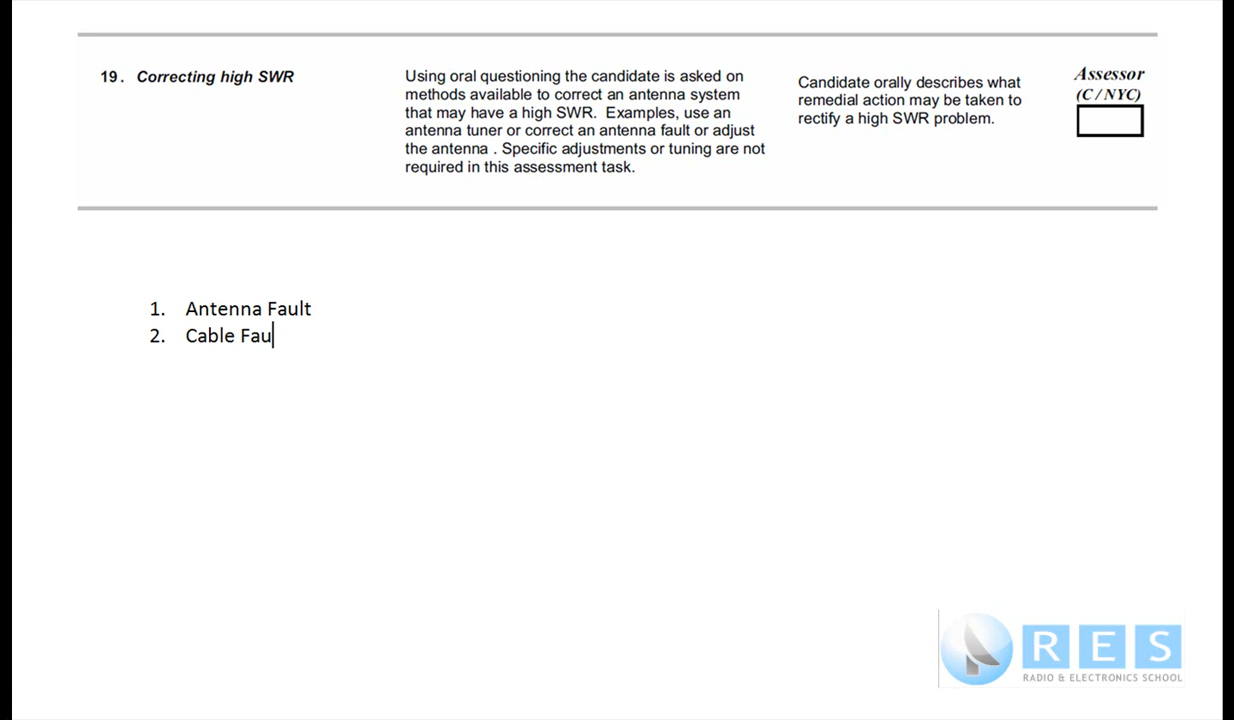 19. Correcting high SWR
Using oral questioning the candidate is asked on
methods available to correct an antenna system
that may have a high SWR. Examples, use an
antenna tuner or correct an antenna fault or adjust
the antenna . Specific adjustments or tuning are not
required in this assessment task.
Candidate orally describes what
remedial action may be taken to
rectify a high SWR problem.
Assessor
(C / NYC)
1. Antenna Fault
2. Cable Fau
R E S
RADIO & ELECTRONICS SCHOOL